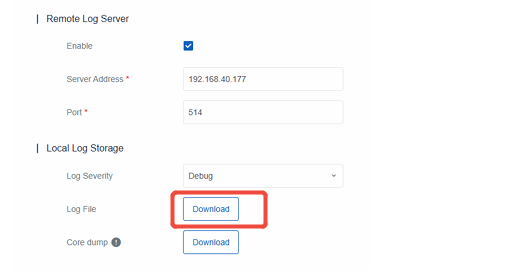 Remote Log Server
Enable
Server Address *
192.168.40.177
Port *
514
Local Log Storage
Log Severity
Debug
Log File
Download
Core dump
Download